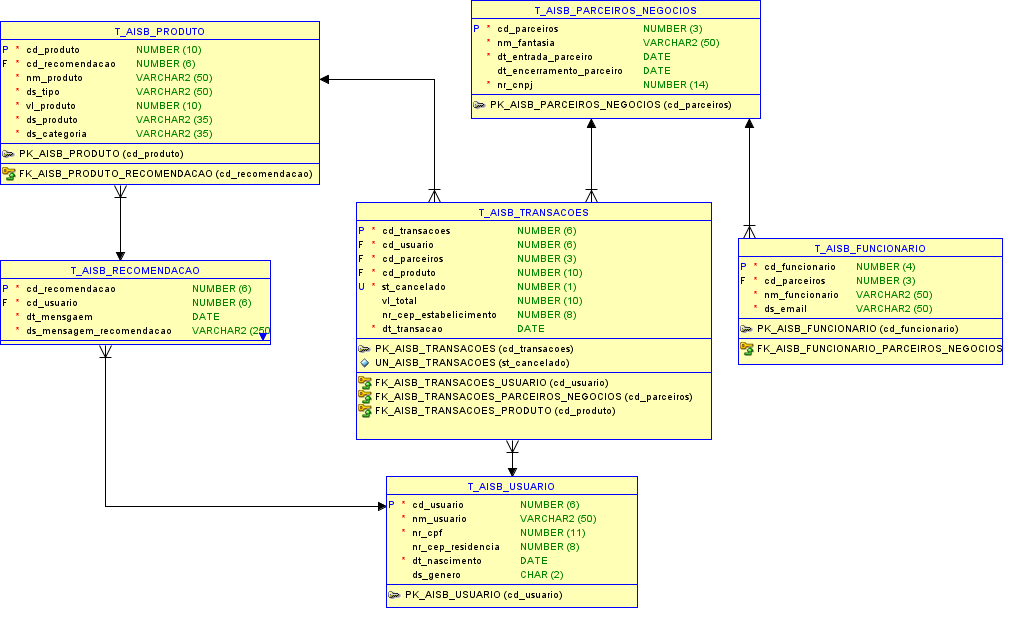 T_AISB_PRODUTO
P * cd_produto NUMBER (10)
F * cd_recomendacao NUMBER (6)
* nm_produto VARCHAR2 (50)
* ds_tipo VARCHAR2 (50)
* vl_produto NUMBER (10)
* ds_produto VARCHAR2 (35)
* ds_categoria VARCHAR2 (35)
PK_AISB_PRODUTO (cd_produto)
FK_AISB_PRODUTO_RECOMENDACAO (cd_recomendacao)
T_AISB_PARCEIROS_NEGOCIOS
P * cd_parceiros NUMBER (3)
* nm_fantasia VARCHAR2 (50)
* dt_entrada_parceiro DATE
dt_encerramento_parceiro DATE
* nr_cnpj NUMBER (14)
PK_AISB_PARCEIROS_NEGOCIOS (cd_parceiros)
T_AISB_TRANSACOES
P * cd_transacoes NUMBER (6)
F * cd_usuario NUMBER (6)
F * cd_parceiros NUMBER (3)
F * cd_produto NUMBER (10)
U * st_cancelado NUMBER (1)
vl_total NUMBER (10)
nr_cep_estabelicimento NUMBER (8)
* dt_transacao DATE
PK_AISB_TRANSACOES (cd_transacoes)
UN_AISB_TRANSACOES (st_cancelado)
FK_AISB_TRANSACOES_USUARIO (cd_usuario)
FK_AISB_TRANSACOES_PARCEIROS_NEGOCIOS (cd_parceiros)
FK_AISB_TRANSACOES_PRODUTO (cd_produto)
T_AISB_FUNCIONARIO
P * cd_funcionario NUMBER (4)
F * cd_parceiros NUMBER (3)
* nm_funcionario VARCHAR2 (50)
* ds_email VARCHAR2 (50)
PK_AISB_FUNCIONARIO (cd_funcionario)
FK_AISB_FUNCIONARIO_PARCEIROS_NEGOCIOS
T_AISB_RECOMENDACAO
P * cd_recomendacao NUMBER (6)
F * cd_usuario NUMBER (6)
* dt_mensgaem DATE
* ds_mensagem_recomendacao VARCHAR2 (250
T_AISB_USUARIO
P * cd_usuario NUMBER (6)
* nm_usuario VARCHAR2 (50)
* nr_cpf NUMBER (11)
nr_cep_residencia NUMBER (8)
* dt_nascimento DATE
ds_genero CHAR (2)
PK_AISB_USUARIO (cd_usuario)